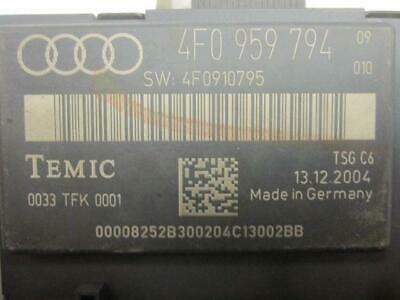 4F0 959 794 09
010
SW: 4F0910795
TEMIC
TSG C6
13.12.2004
0033 TFK 0001
Made in Germany
00008252B300204C13002BB